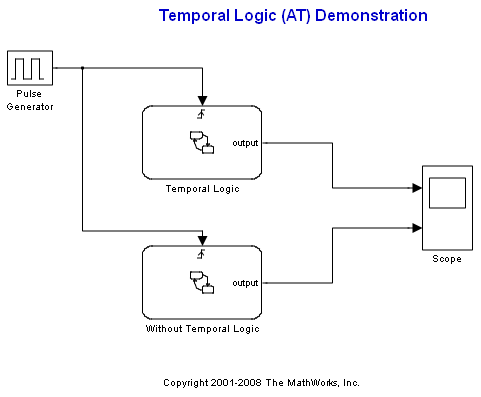 Temporal Logic (AT) Demonstration
Pulse
Generator
output
Temporal Logic
Scope
output
Without Temporal Logic
Copyright 2001-2008 The MathWorks, Inc.